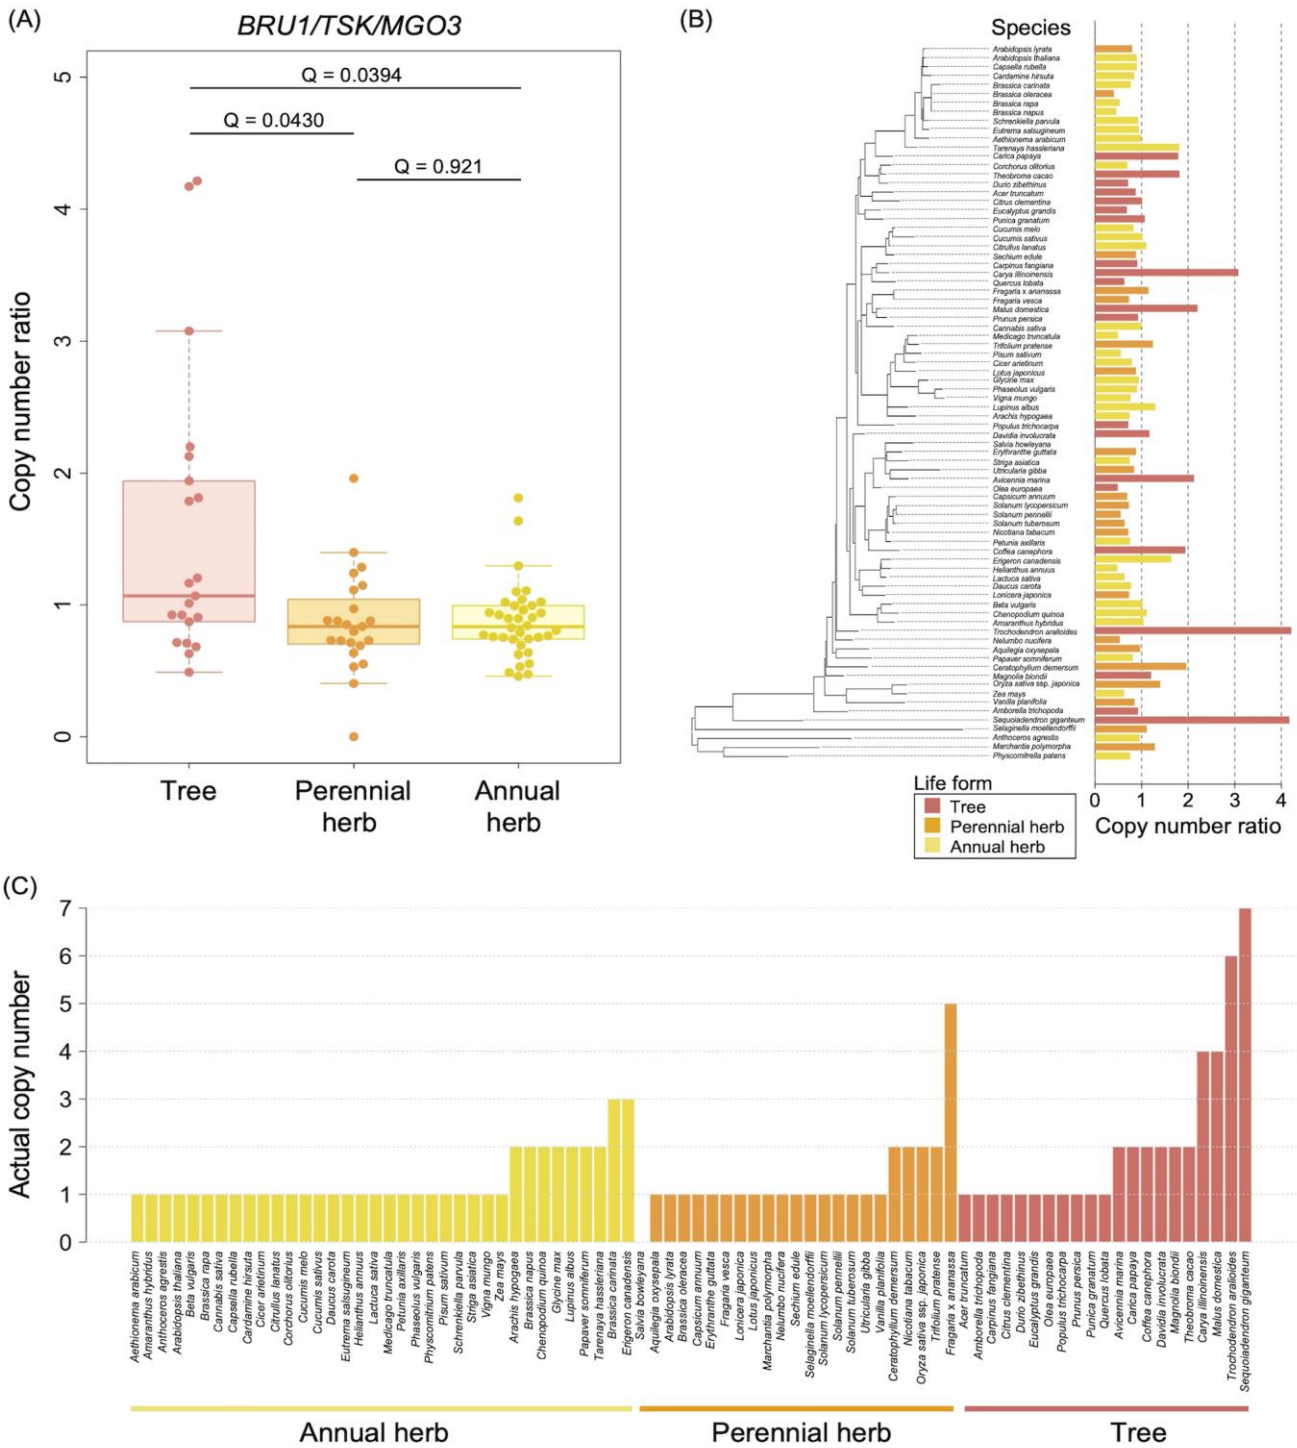 (A)
BRU1/TSK/MGO3
Q = 0.0394
Q = 0.0430
Q = 0.921
Copy number ratio
5
4
3
2
1
0
Tree
Perennial
herb
Annual
herb
(B)
Species
Arabidopsis lyrata
Arabidopsis thaliana
Capsella rubella
Cardamine hirsuta
Brassica carinata
Brassica oleracea
Brassica rapa
Brassica napus
Schrenkiella parvula
Eutrema salsugineum
Aethionema arabicum
Tarenaya hassleriana
Carica papaya
Corchorus olitorius
Theobroma cacao
Durio zibethinus
Acer truncatum
Citrus clementina
Eucalyptus grandis
Punica granatum
Cucumis melo
Cucumis sativus
Citrullus lanatus
Sechium edule
Carpinus fangiana
Carya illinoinensis
Quercus lobata
Fragaria x ananassa
Fragaria vesca
Malus domestica
Prunus persica
Cannabis sativa
Medicago truncatula
Trifolium pratense
Pisum sativum
Cicer arietinum
Lotus japonicus
Glycine max
Phaseolus vulgaris
Vigna mungo
Lupinus albus
Arachis hypogaea
Populus trichocarpa
Davidia involucrata
Salvia howleyana
Erythranthe guttata
Striga asiatica
Utricularia gibba
Avicennia marina
Olea europaea
Capsicum annuum
Solanum lycopersicum
Solanum pennellii
Solanum tuberosum
Nicotiana tabacum
Petunia axillaris
Coffea canephora
Erigeron canadensis
Helianthus annuus
Lactuca sativa
Daucus carota
Lonicera japonica
Beta vulgaris
Chenopodium quinoa
Amaranthus hybridus
Trochodendron aralioides
Nelumbo nucifera
Aquilegia oxysepala
Papaver somniferum
Ceratophyllum demersum
Magnolia biondii
Oryza sativa ssp. japonica
Zea mays
Vanilla planifolia
Amborella trichopoda
Sequoiadendron giganteum
Selaginella moellendorffii
Anthoceros agrestis
Marchantia polymorpha
Physcomitrella patens
0 1 2 3 4
Copy number ratio
Life form
Tree
Perennial herb
Annual herb
(C)
Actual copy number
7
6
5
4
3
2
1
0
Aethionema arabicum
Amaranthus hybridus
Anthoceros agrestis
Arabidopsis thaliana
Beta vulgaris
Brassica rapa
Cannabis sativa
Capsella rubella
Cardamine hirsuta
Cicer arietinum
Citrullus lanatus
Corchorus olitorius
Cucumis melo
Cucumis sativus
Daucus carota
Eutrema salsugineum
Helianthus annuus
Lactuca sativa
Medicago truncatula
Petunia axillaris
Phaseolus vulgaris
Physcomitrium patens
Pisum sativum
Schrenkiella parvula
Striga asiatica
Vigna mungo
Zea mays
Arachis hypogaea
Brassica napus
Chenopodium quinoa
Glycine max
Lupinus albus
Papaver somniferum
Tarenaya hassleriana
Brassica carinata
Erigeron canadensis
Salvia bowleyana
Aquilegia oxysepala
Arabidopsis lyrata
Brassica oleracea
Capsicum annuum
Erythranthe guttata
Fragaria vesca
Lonicera japonica
Lotus japonicus
Marchantia polymorpha
Nelumbo nucifera
Sechium edule
Selaginella moellendorffii
Solanum lycopersicum
Solanum pennellii
Solanum tuberosum
Utricularia gibba
Vanilla planifolia
Ceratophyllum demersum
Nicotiana tabacum
Oryza sativa ssp. japonica
Trifolium pratense
Fragaria x ananassa
Acer truncatum
Amborella trichopoda
Carpinus fangiana
Citrus clementina
Durio zibethinus
Eucalyptus grandis
Olea europaea
Populus trichocarpa
Prunus persica
Punica granatum
Quercus lobata
Avicennia marina
Carica papaya
Coffea canephora
Davidia involucrata
Magnolia biondii
Theobroma cacao
Carya illinoinensis
Malus domestica
Trochodendron aralioides
Sequoiadendron giganteum
Annual herb
Perennial herb
Tree